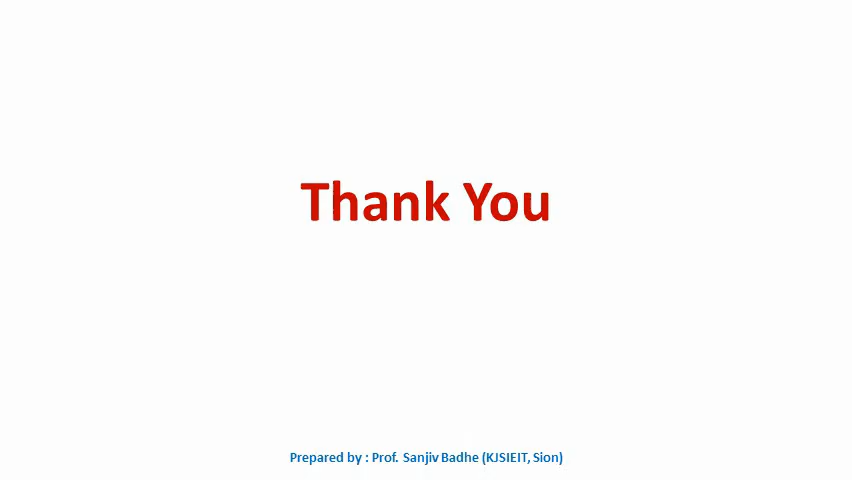 Thank You
Prepared by : Prof. Sanjiv Badhe (KJSIEIT, Sion)